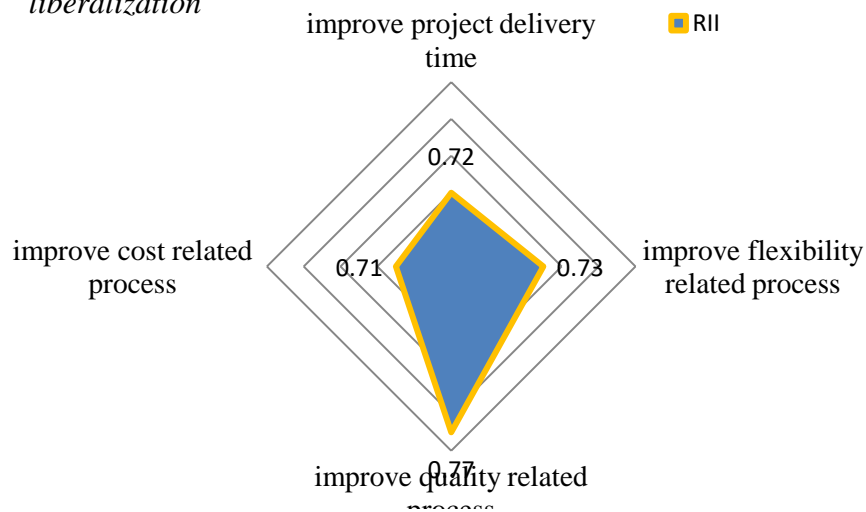 liberalization
improve project delivery
time
RII
0.72
improve cost related
process
0.71
0.73
improve flexibility
related process
0.77
improve quality related
process